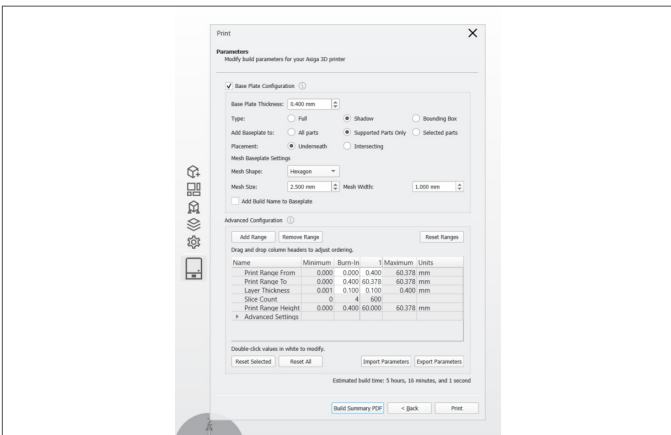 Print
Parameters
Modify build parameters for your Asiga 3D printer
Base Plate Configuration
Base Plate Thickness: 0.400 mm
Type: Full Shadow Bounding Box
Add Baseplate to: All parts Supported Parts Only Selected parts
Placement: Underneath Intersecting
Mesh Baseplate Settings
Mesh Shape: Hexagon
Mesh Size: 2.500 mm Mesh Width: 1.000 mm
Add Build Name to Baseplate
Advanced Configuration
Add Range Remove Range Reset Ranges
Drag and drop column headers to adjust ordering.
Name Minimum Burn-In 1 Maximum Units
Print Range From 0.000 0.000 0.400 60.378 mm
Print Range To 0.000 0.400 60.378 60.378 mm
Layer Thickness 0.001 0.100 0.100 0.400 mm
Slice Count 0 4 600
Print Range Height 0.000 0.400 60.000 60.378 mm
Advanced Settings
Double-click values in white to modify.
Reset Selected Reset All Import Parameters Export Parameters
Estimated build time: 5 hours, 16 minutes, and 1 second
Build Summary PDF < Back Print